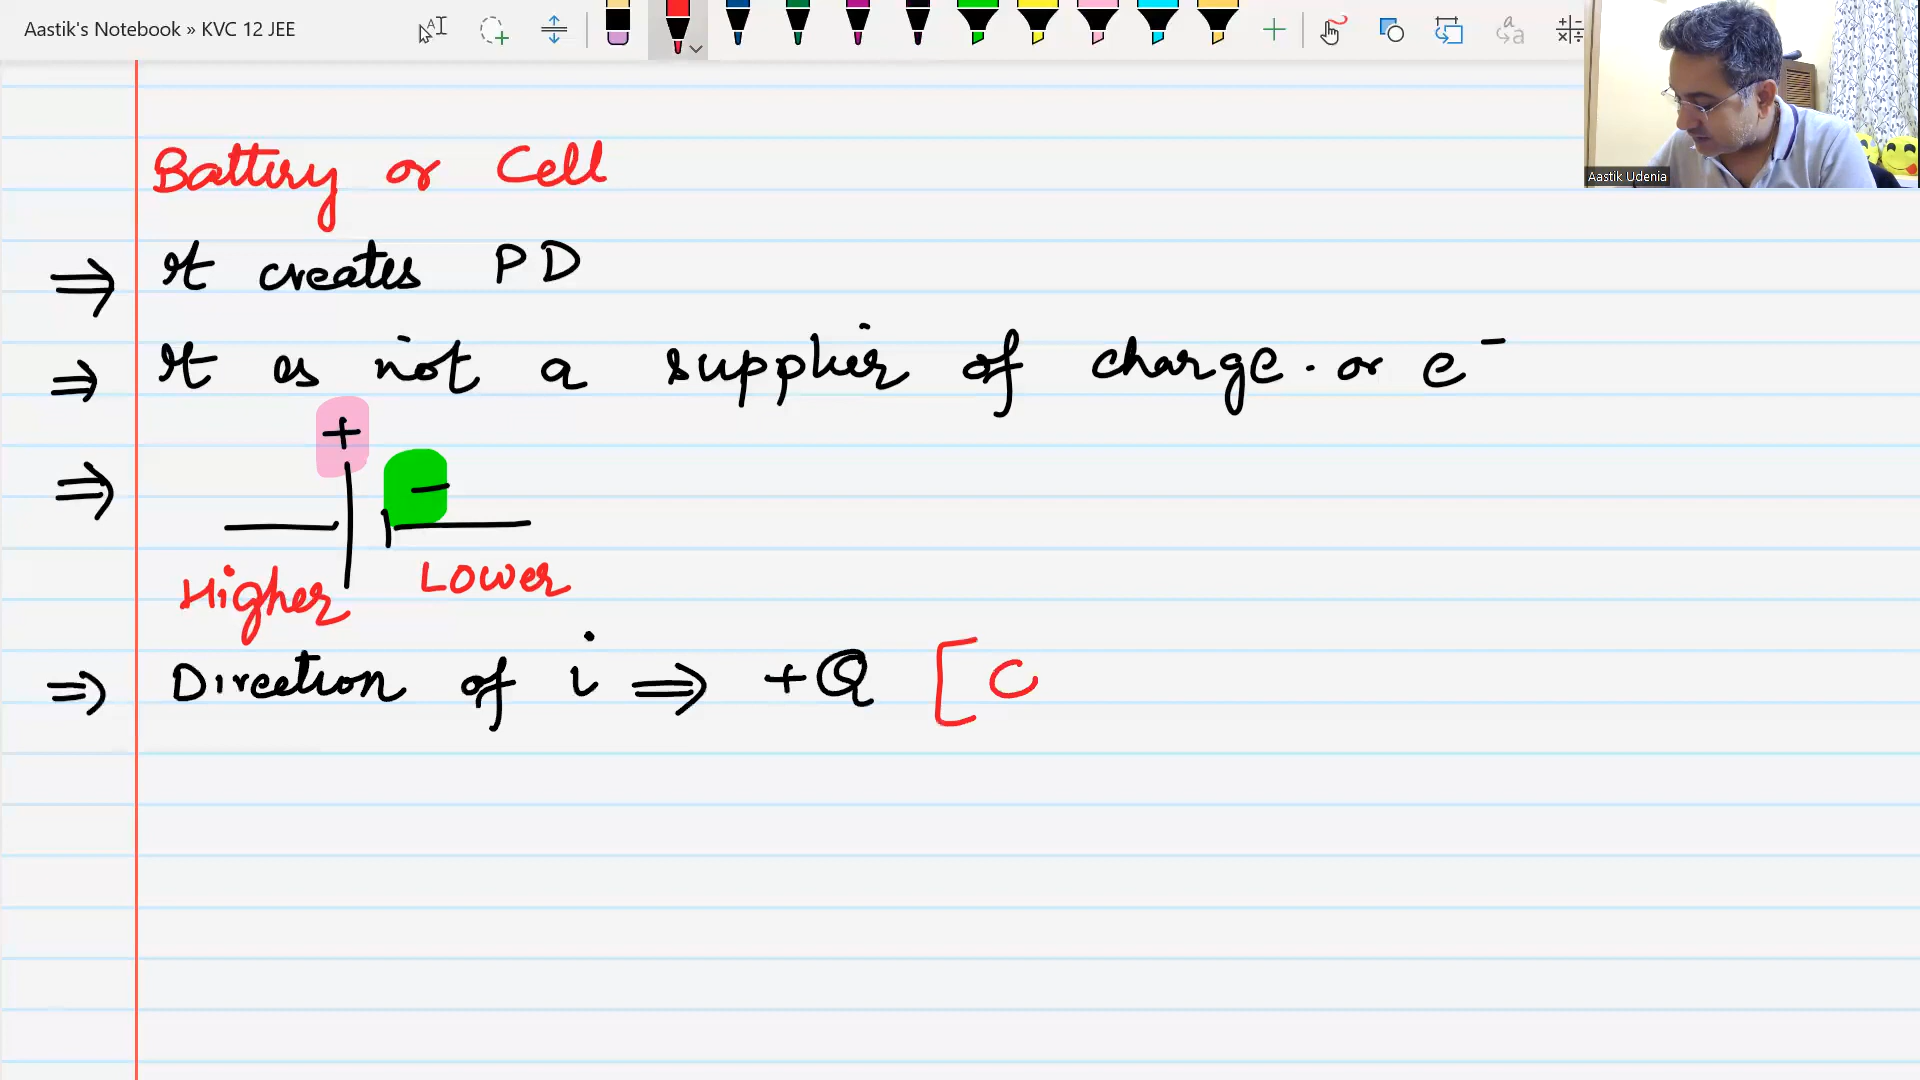 Aastik's Notebook » KVC 12 JEE
Aastik Udenia
Battery or Cell
⇒ It creates PD
⇒ It is not a supplier of charge. or e⁻
⇒ + −
Higher Lower
⇒ Direction of i ⇒ +Q [ C